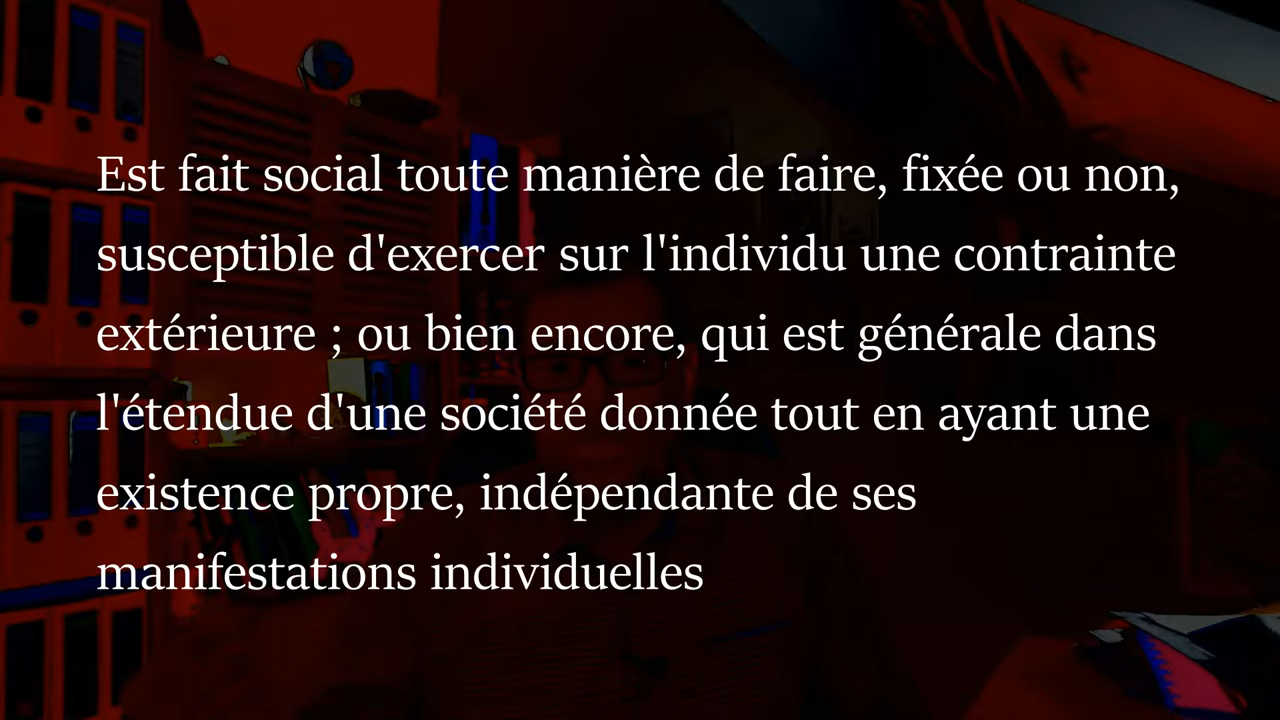 Est fait social toute manière de faire, fixée ou non,
susceptible d'exercer sur l'individu une contrainte
extérieure ; ou bien encore, qui est générale dans
l'étendue d'une société donnée tout en ayant une
existence propre, indépendante de ses
manifestations individuelles